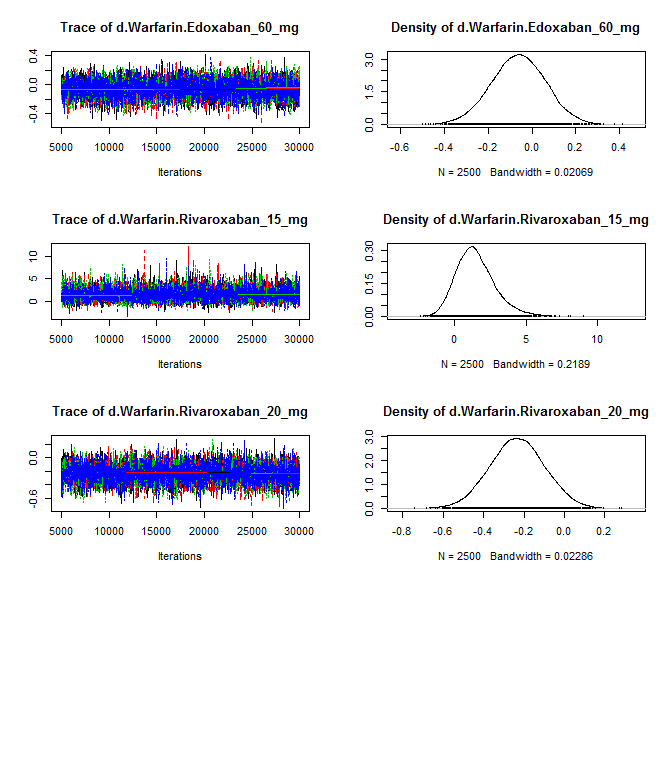 Trace of d.Warfarin.Edoxaban_60_mg
Density of d.Warfarin.Edoxaban_60_mg
0.4
0.0
-0.4
5000 10000 15000 20000 25000 30000
Iterations
3.0
1.5
0.0
-0.6 -0.2 0.0 0.2 0.4
N = 2500 Bandwidth = 0.02069
Trace of d.Warfarin.Rivaroxaban_15_mg
Density of d.Warfarin.Rivaroxaban_15_mg
10
5
0
5000 10000 15000 20000 25000 30000
Iterations
0.30
0.15
0.00
0 5 10
N = 2500 Bandwidth = 0.2189
Trace of d.Warfarin.Rivaroxaban_20_mg
Density of d.Warfarin.Rivaroxaban_20_mg
0.0
-0.6
5000 10000 15000 20000 25000 30000
Iterations
3.0
2.0
1.0
0.0
-0.8 -0.6 -0.4 -0.2 0.0 0.2
N = 2500 Bandwidth = 0.02286